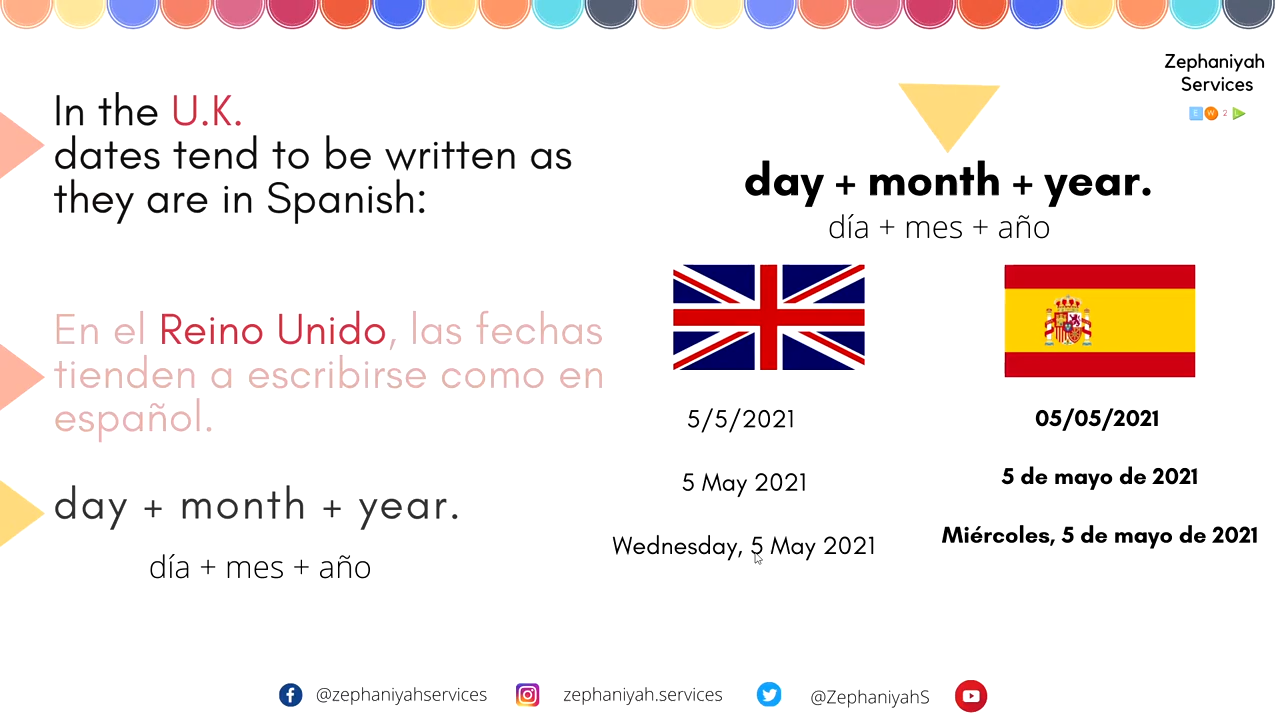 Zephaniyah
Services
E W 2 L
In the U.K.
dates tend to be written as
they are in Spanish:
En el Reino Unido, las fechas
tienden a escribirse como en
español.
day + month + year.
día + mes + año
day + month + year.
día + mes + año
5/5/2021
5 May 2021
Wednesday, 5 May 2021
05/05/2021
5 de mayo de 2021
Miércoles, 5 de mayo de 2021
@zephaniyahservices
zephaniyah.services
@ZephaniyahS